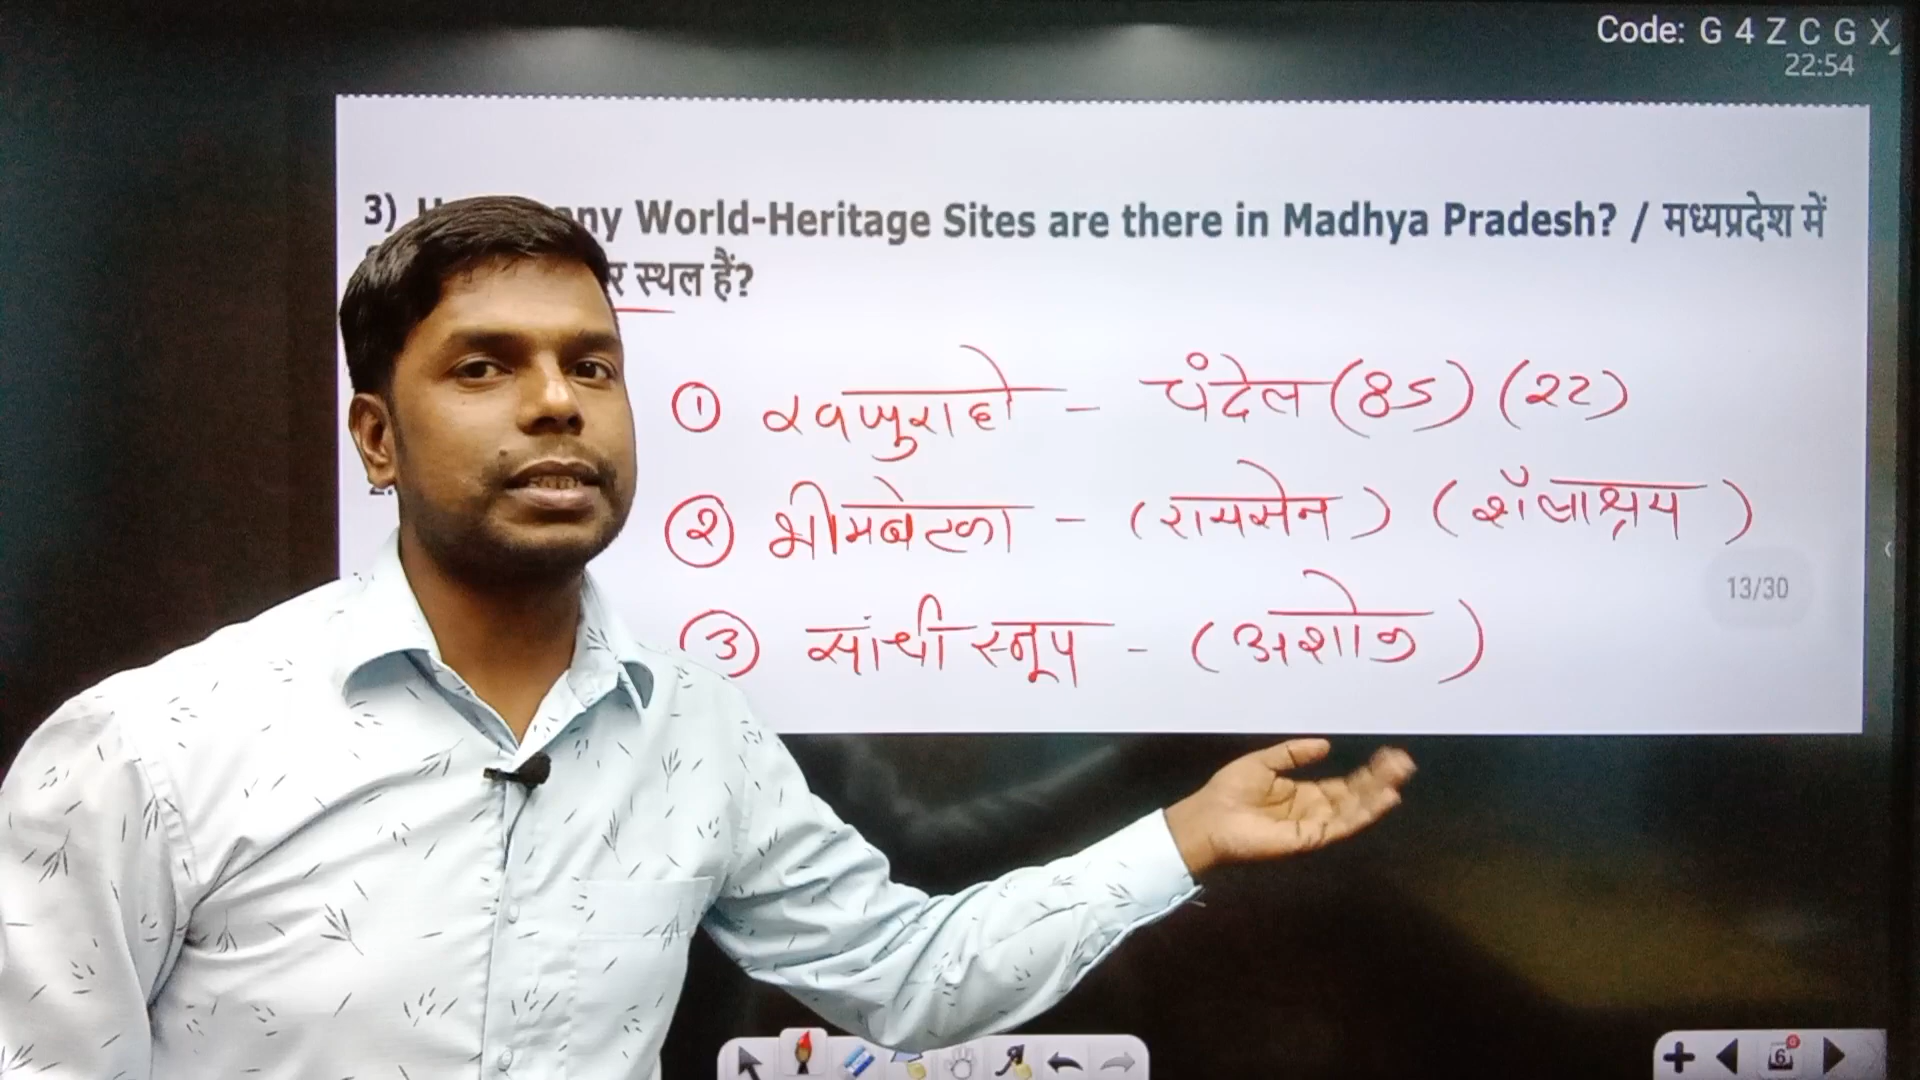 Code: G 4 Z C G X
22:54
3) any World-Heritage Sites are there in Madhya Pradesh? / मध्यप्रदेश में
स्थल हैं?
① खजुराहो - चंदेल (85) (22)
② भीमबेटका - (रायसेन) (शैलाश्रय)
13/30
③ सांची स्तूप - (अशोक)
6